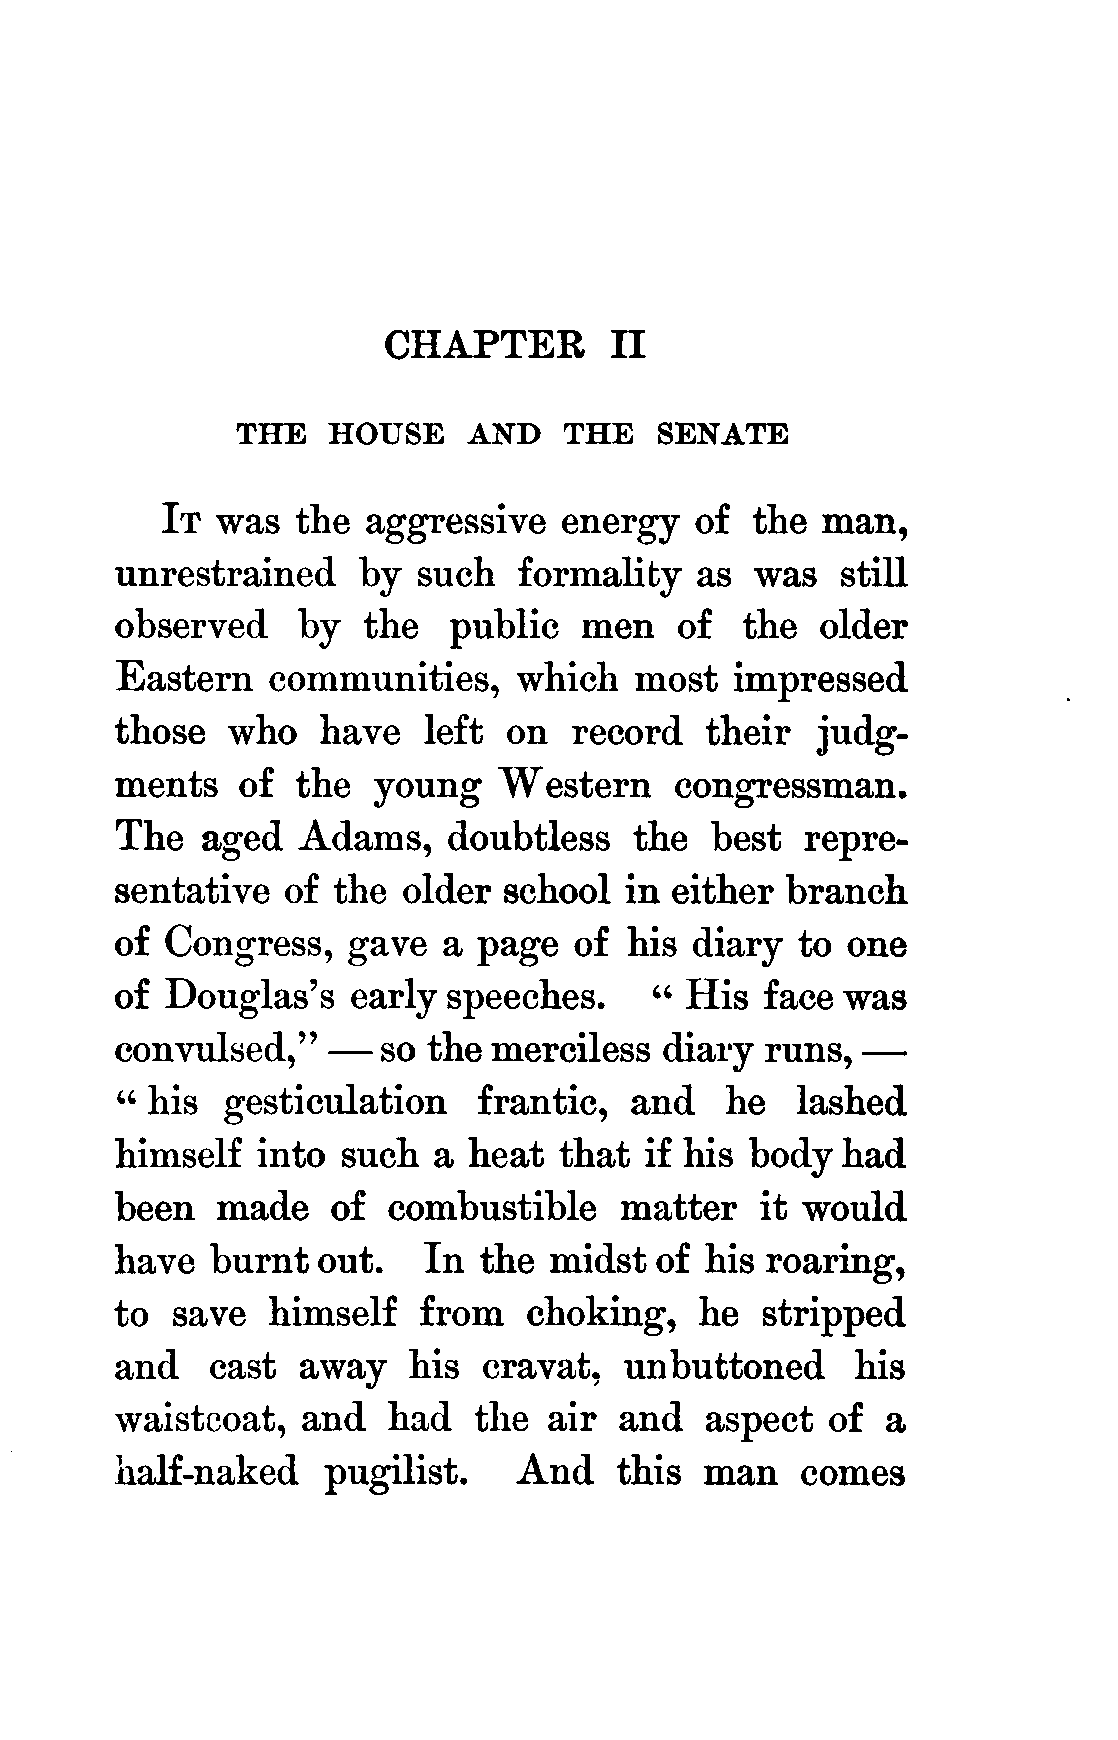 CHAPTER II
THE HOUSE AND THE SENATE
It was the aggressive energy of the man,
unrestrained by such formality as was still
observed by the public men of the older
Eastern communities, which most impressed
those who have left on record their judg-
ments of the young Western congressman.
The aged Adams, doubtless the best repre-
sentative of the older school in either branch
of Congress, gave a page of his diary to one
of Douglas's early speeches. “ His face was
convulsed,” — so the merciless diary runs, —
“ his gesticulation frantic, and he lashed
himself into such a heat that if his body had
been made of combustible matter it would
have burnt out. In the midst of his roaring,
to save himself from choking, he stripped
and cast away his cravat, unbuttoned his
waistcoat, and had the air and aspect of a
half-naked pugilist. And this man comes